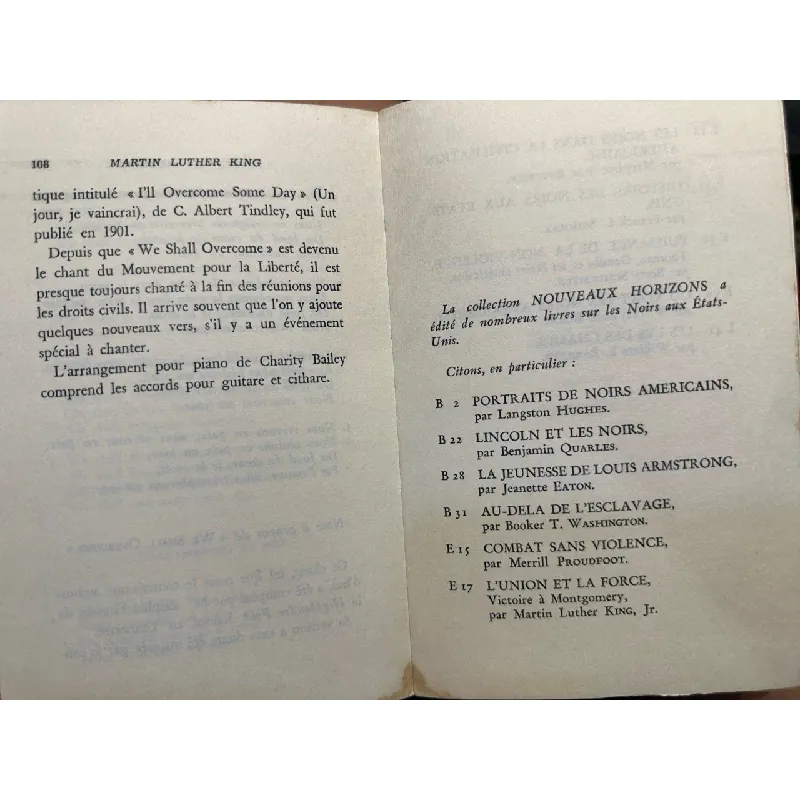 108 MARTIN LUTHER KING
tique intitulé « I'll Overcome Some Day » (Un
jour, je vaincrai), de C. Albert Tindley, qui fut
publié en 1901.
Depuis que « We Shall Overcome » est devenu
le chant du Mouvement pour la Liberté, il est
presque toujours chanté à la fin des réunions pour
les droits civils. Il arrive souvent que l'on y ajoute
quelques nouveaux vers, s'il y a un événement
spécial à chanter.
L'arrangement pour piano de Charity Bailey
comprend les accords pour guitare et cithare.
La collection NOUVEAUX HORIZONS a
édité de nombreux livres sur les Noirs aux États-
Unis.
Citons, en particulier :
B 2 PORTRAITS DE NOIRS AMERICAINS,
par Langston HUGHES.
B 22 LINCOLN ET LES NOIRS,
par Benjamin QUARLES.
B 28 LA JEUNESSE DE LOUIS ARMSTRONG,
par Jeanette EATON.
B 31 AU-DELA DE L'ESCLAVAGE,
par Booker T. WASHINGTON.
E 15 COMBAT SANS VIOLENCE,
par Merrill PROUDFOOT.
E 17 L'UNION ET LA FORCE,
Victoire à Montgomery,
par Martin Luther KING, Jr.